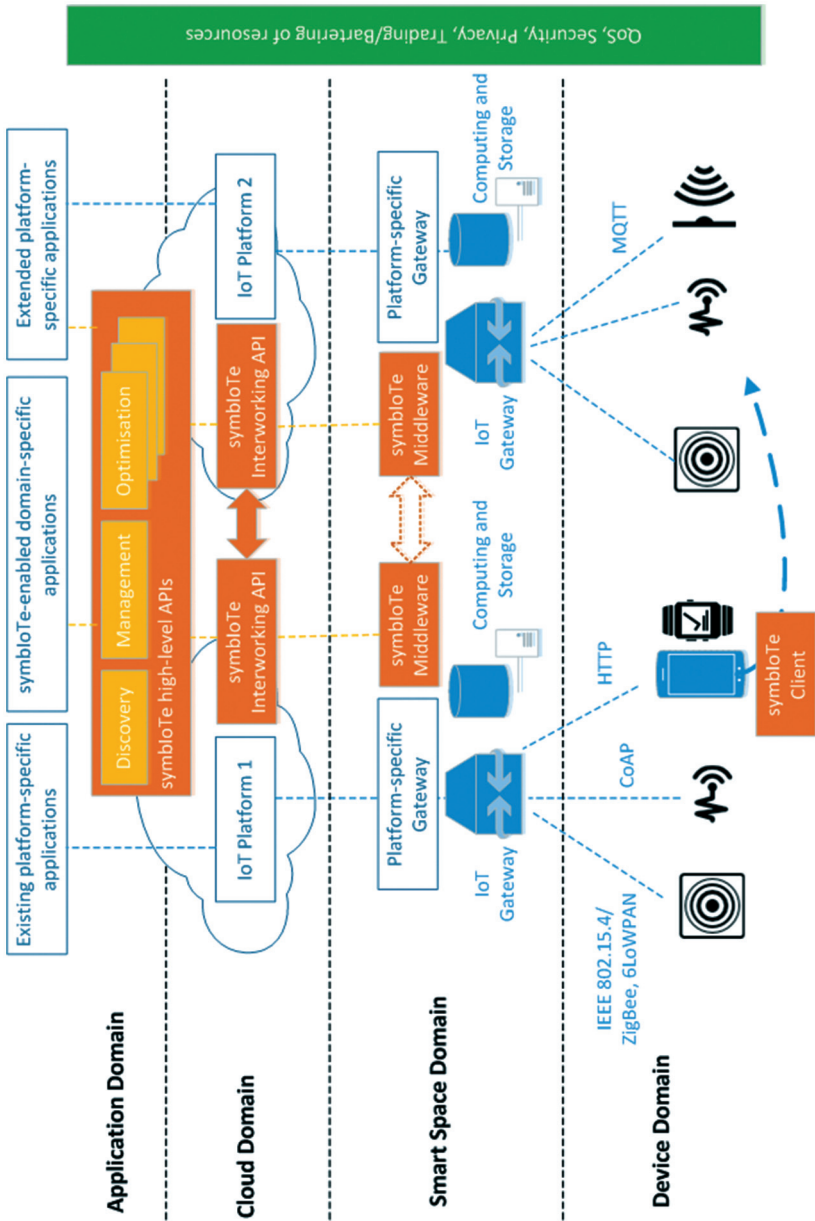 Existing platform-specific
applications
symbIoTe-enabled domain-specific
applications
Extended platform-
specific applications
Application Domain
Discovery
Management
Optimisation
symbIoTe high-level APIs
Cloud Domain
IoT Platform 1
symbIoTe
Interworking API
symbIoTe
Interworking API
IoT Platform 2
Smart Space Domain
Platform-specific
Gateway
symbIoTe
Middleware
symbIoTe
Middleware
Platform-specific
Gateway
IoT
Gateway
Computing and
Storage
IoT
Gateway
Computing and
Storage
Device Domain
IEEE 802.15.4/
ZigBee, 6LoWPAN
CoAP
HTTP
MQTT
symbIoTe
Client
QoS, Security, Privacy, Trading/Bartering of resources